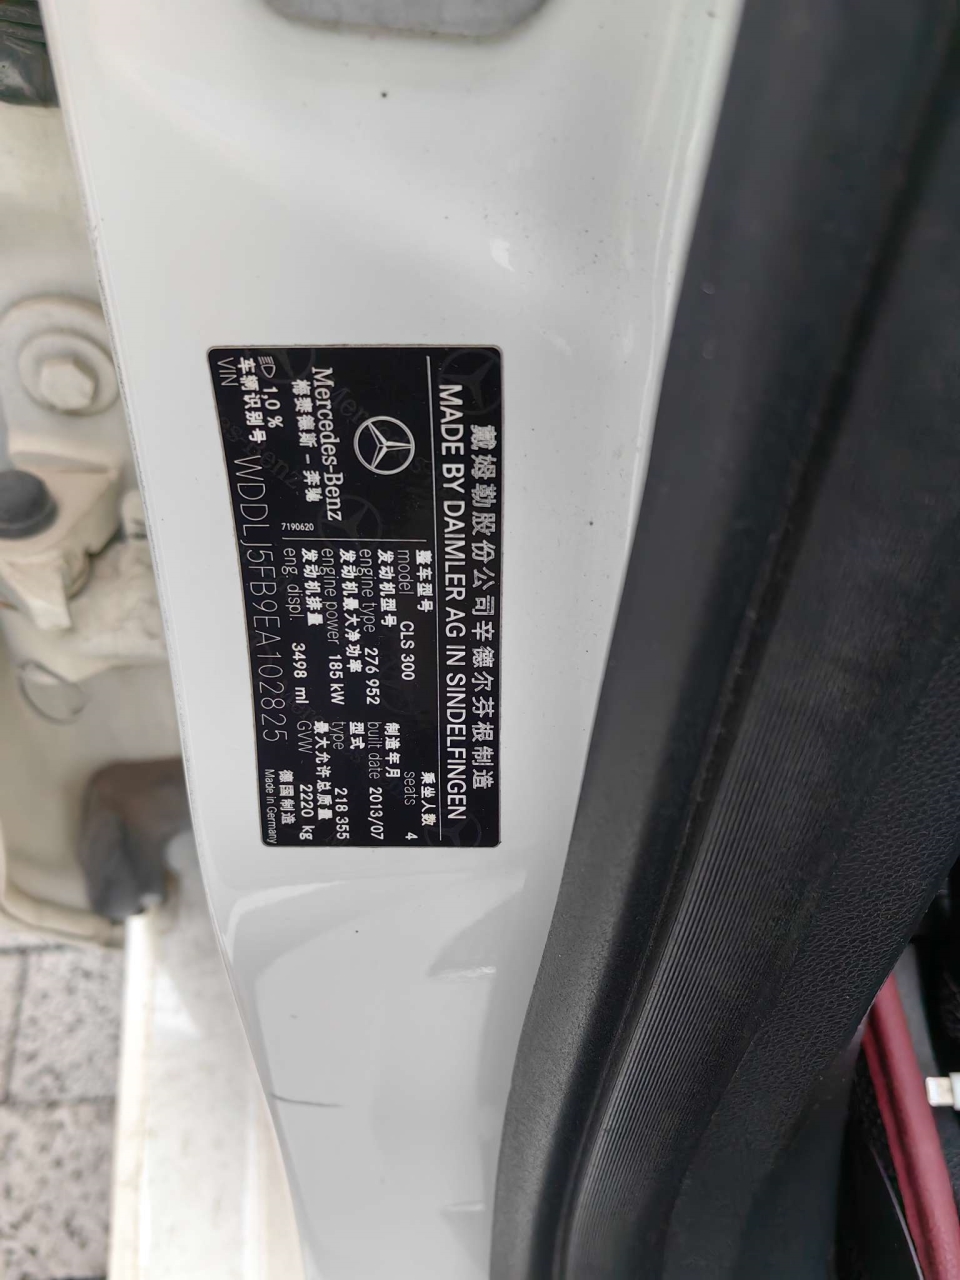 戴姆勒股份公司辛德尔芬根制造
MADE BY DAIMLER AG IN SINDELFINGEN
Mercedes-Benz
梅赛德斯－奔驰
7190620
整车型号
model CLS 300
乘坐人数
seats 4
发动机型号
engine type 276 952
制造年月
built date 2013/07
发动机最大净功率
engine power 185 kW
型式
type 218 355
发动机排量
eng. displ. 3498 ml
最大允许总质量
GVW 2220 kg
1,0 %
车辆识别号
VIN WDDLJ5FB9EA102825
德国制造
Made in Germany